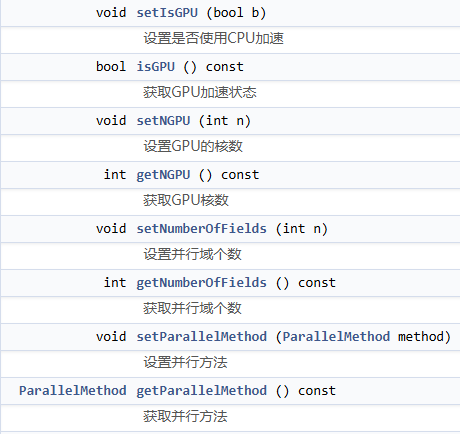 void setIsGPU (bool b)
设置是否使用CPU加速
bool isGPU () const
获取GPU加速状态
void setNGPU (int n)
设置GPU的核数
int getNGPU () const
获取GPU核数
void setNumberOfFields (int n)
设置并行域个数
int getNumberOfFields () const
获取并行域个数
void setParallelMethod (ParallelMethod method)
设置并行方法
ParallelMethod getParallelMethod () const
获取并行方法